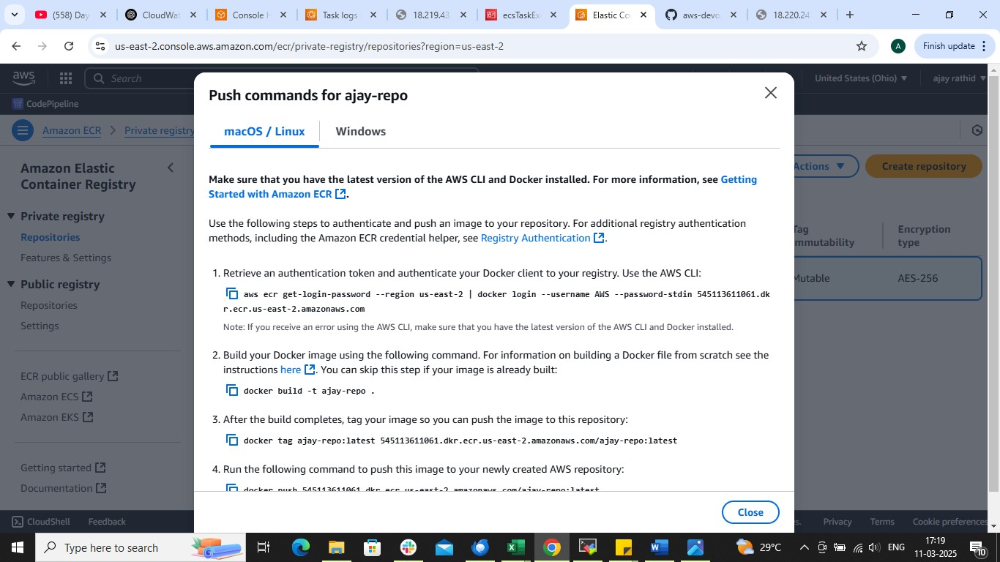 (558) Day
CloudWat
Console H
Task logs
18.219.43.
ecsTaskEx
Elastic Co
aws-devo
18.220.24
us-east-2.console.aws.amazon.com/ecr/private-registry/repositories?region=us-east-2
A
Finish update
aws
Search
United States (Ohio)
ajay rathid
CodePipeline
Amazon ECR
Private registry
Amazon Elastic
Container Registry
Private registry
Repositories
Features & Settings
Public registry
Repositories
Settings
ECR public gallery
Amazon ECS
Amazon EKS
Getting started
Documentation
Actions
Create repository
Tag
immutability
Encryption
type
Mutable
AES-256
Push commands for ajay-repo
macOS / Linux
Windows
Make sure that you have the latest version of the AWS CLI and Docker installed. For more information, see Getting
Started with Amazon ECR.
Use the following steps to authenticate and push an image to your repository. For additional registry authentication
methods, including the Amazon ECR credential helper, see Registry Authentication.
1. Retrieve an authentication token and authenticate your Docker client to your registry. Use the AWS CLI:
aws ecr get-login-password --region us-east-2 | docker login --username AWS --password-stdin 545113611061.dk
r.ecr.us-east-2.amazonaws.com
Note: If you receive an error using the AWS CLI, make sure that you have the latest version of the AWS CLI and Docker installed.
2. Build your Docker image using the following command. For information on building a Docker file from scratch see the
instructions here. You can skip this step if your image is already built:
docker build -t ajay-repo .
3. After the build completes, tag your image so you can push the image to this repository:
docker tag ajay-repo:latest 545113611061.dkr.ecr.us-east-2.amazonaws.com/ajay-repo:latest
4. Run the following command to push this image to your newly created AWS repository:
docker push 545113611061.dkr.ecr.us-east-2.amazonaws.com/ajay-repo:latest
Close
CloudShell
Feedback
Privacy
Terms
Cookie preferences
Type here to search
29°C
ENG
17:19
11-03-2025
10